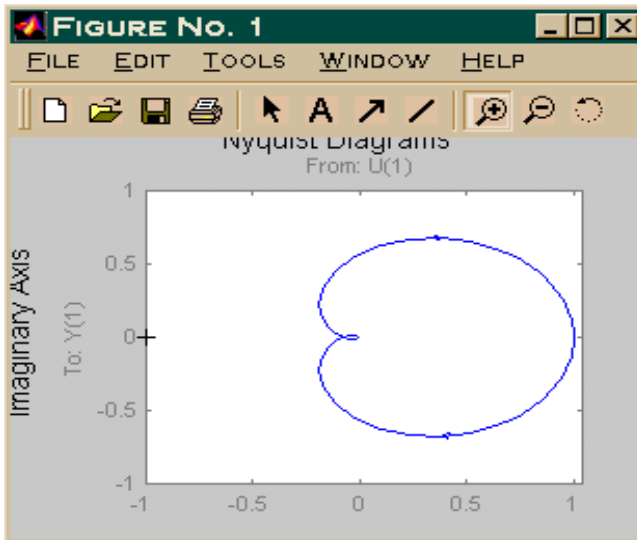 FIGURE NO. 1
FILE EDIT TOOLS WINDOW HELP
A
Nyquist Diagrams
From: U(1)
Imaginary Axis
To: Y(1)
1
0.5
0
-0.5
-1
-1 -0.5 0 0.5 1